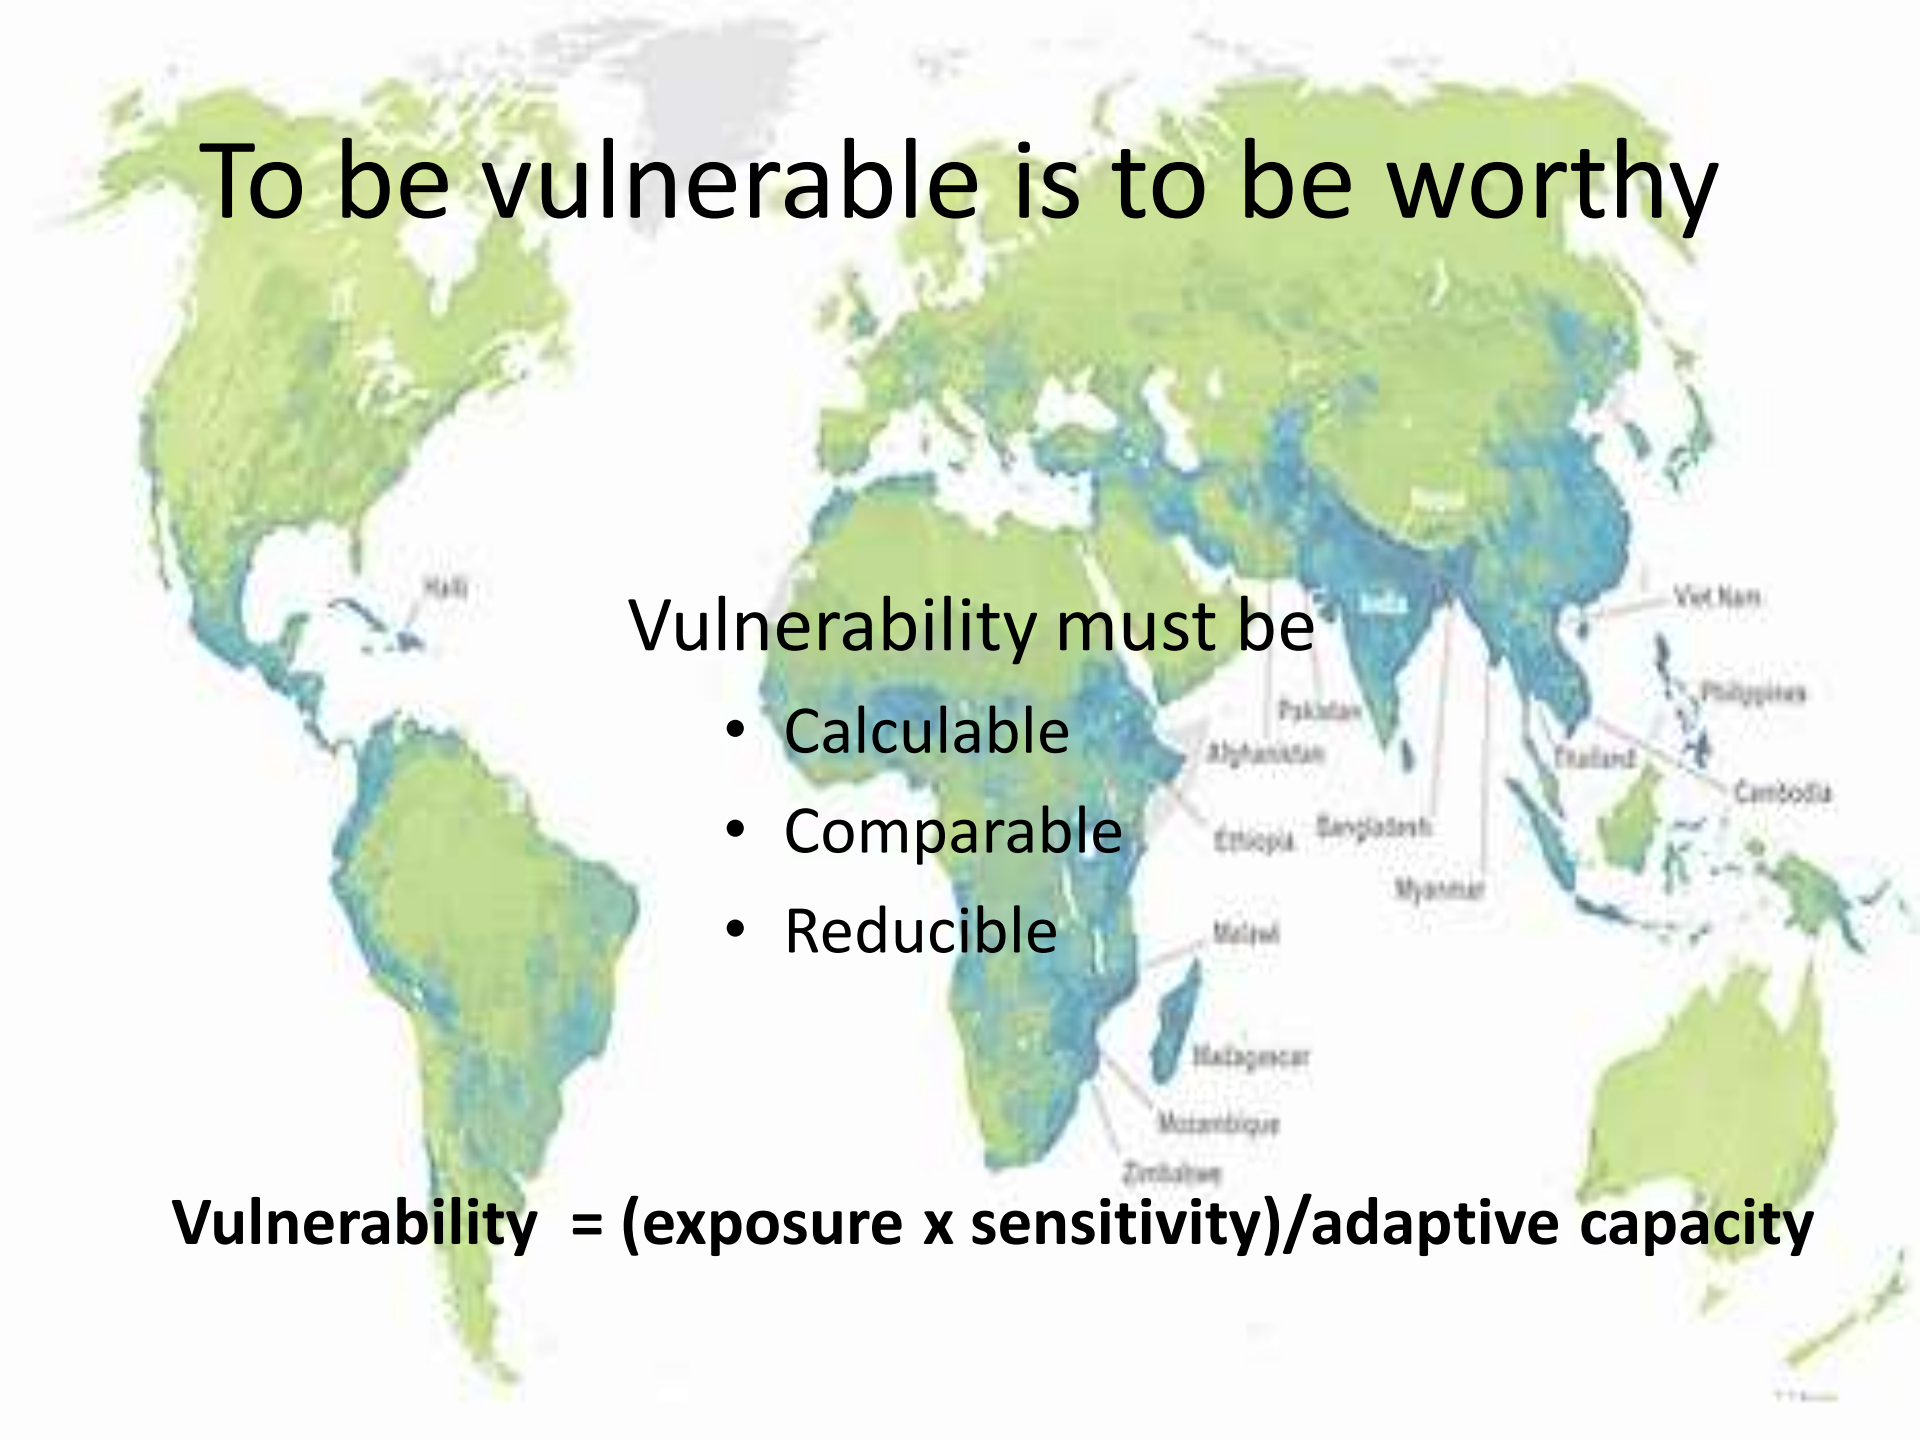 To be vulnerable is to be worthy
Haiti
Nepal
India
Viet Nam
Vulnerability must be
Philippines
Pakistan
• Calculable
Afghanistan
Thailand
Cambodia
• Comparable
Ethiopia
Bangladesh
Myanmar
• Reducible
Malawi
Madagascar
Mozambique
Zimbabwe
Vulnerability = (exposure x sensitivity)/adaptive capacity